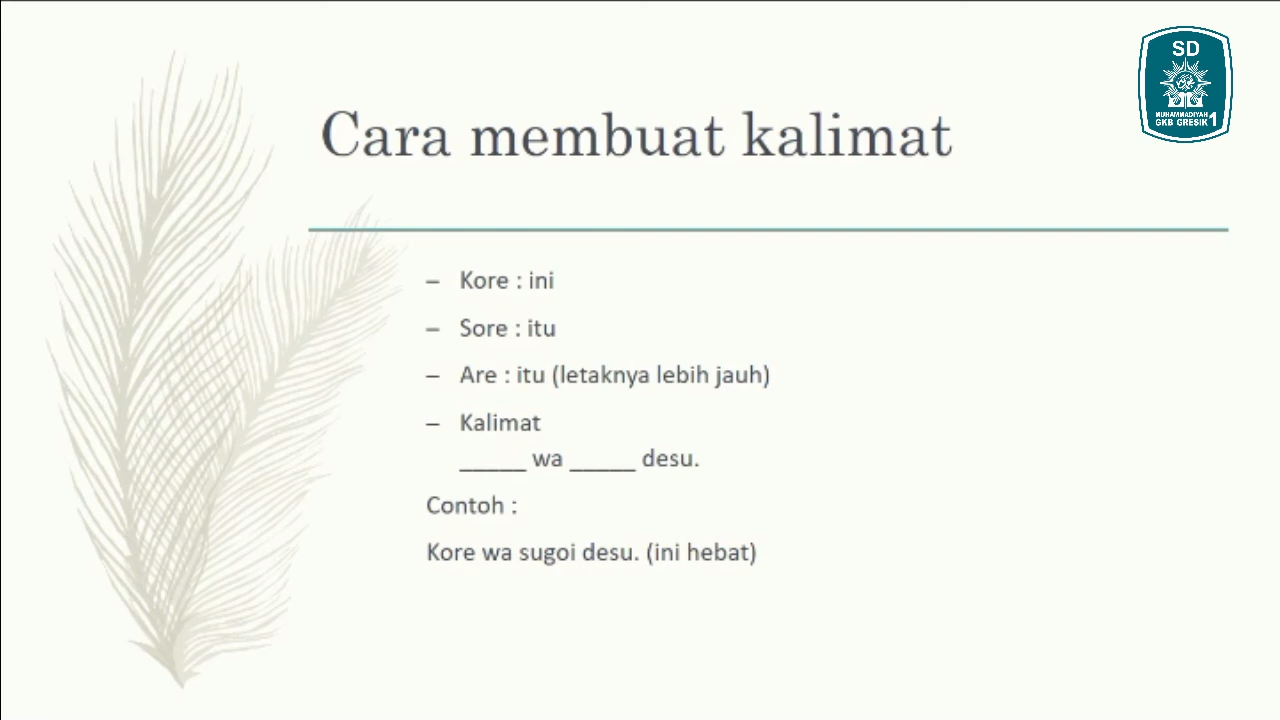 SD
MUHAMMADIYAH
GKB GRESIK 1
Cara membuat kalimat
– Kore : ini
– Sore : itu
– Are : itu (letaknya lebih jauh)
– Kalimat
_____ wa _____ desu.
Contoh :
Kore wa sugoi desu. (ini hebat)